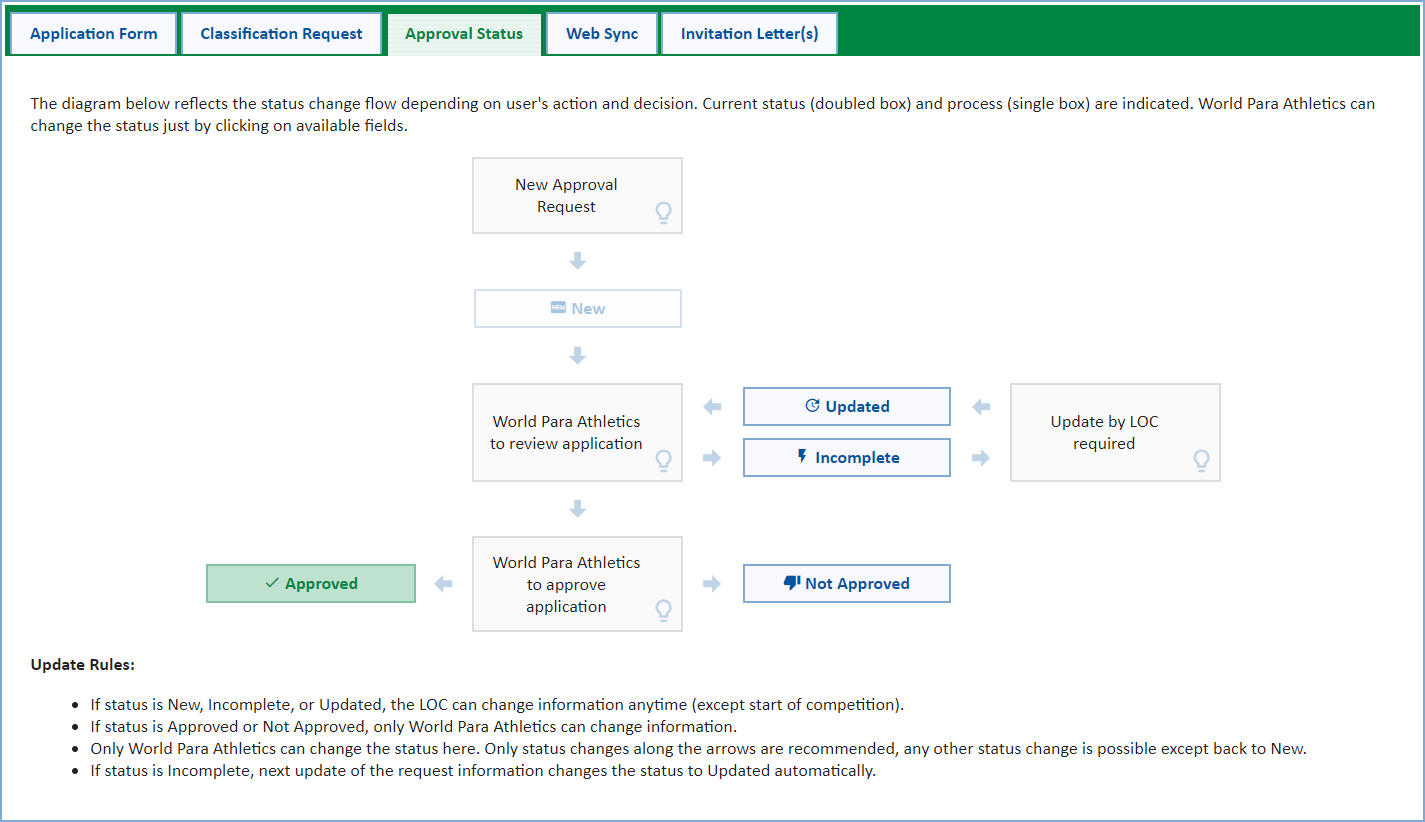 Application Form
Classification Request
Approval Status
Web Sync
Invitation Letter(s)
The diagram below reflects the status change flow depending on user's action and decision. Current status (doubled box) and process (single box) are indicated. World Para Athletics can
change the status just by clicking on available fields.
New Approval
Request
NEW New
World Para Athletics
to review application
Updated
Incomplete
Update by LOC
required
Approved
World Para Athletics
to approve
application
Not Approved
Update Rules:
If status is New, Incomplete, or Updated, the LOC can change information anytime (except start of competition).
If status is Approved or Not Approved, only World Para Athletics can change information.
Only World Para Athletics can change the status here. Only status changes along the arrows are recommended, any other status change is possible except back to New.
If status is Incomplete, next update of the request information changes the status to Updated automatically.